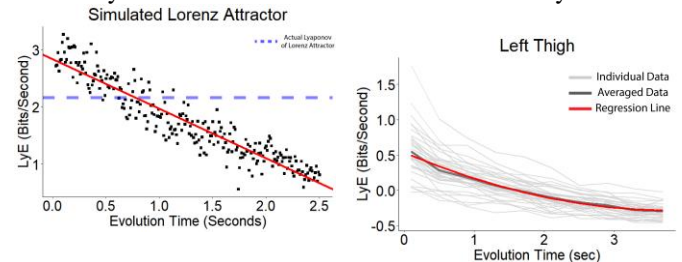 Simulated Lorenz Attractor
Actual Lyaponov
of Lorenz Attractor
3
2
1
LyE (Bits/Second)
0.0 0.5 1.0 1.5 2.0 2.5
Evolution Time (Seconds)
Left Thigh
Individual Data
Averaged Data
Regression Line
1.5
1.0
0.5
0.0
-0.5
LyE (Bits/Second)
0 1 2 3
Evolution Time (sec)